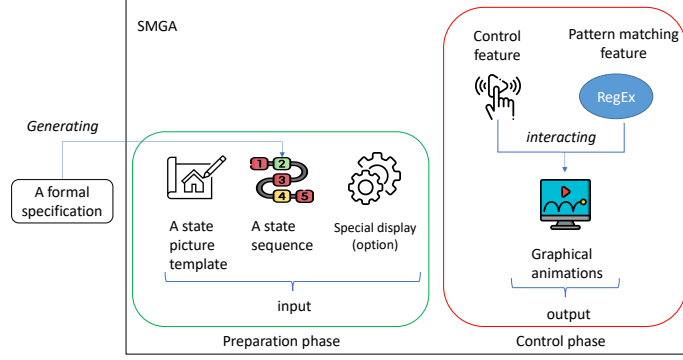 SMGA
Control
feature
Pattern matching
feature
RegEx
Generating
interacting
A formal
specification
1 2
3
4 5
A state
picture
template
A state
sequence
Special display
(option)
Graphical
animations
input
output
Preparation phase
Control phase